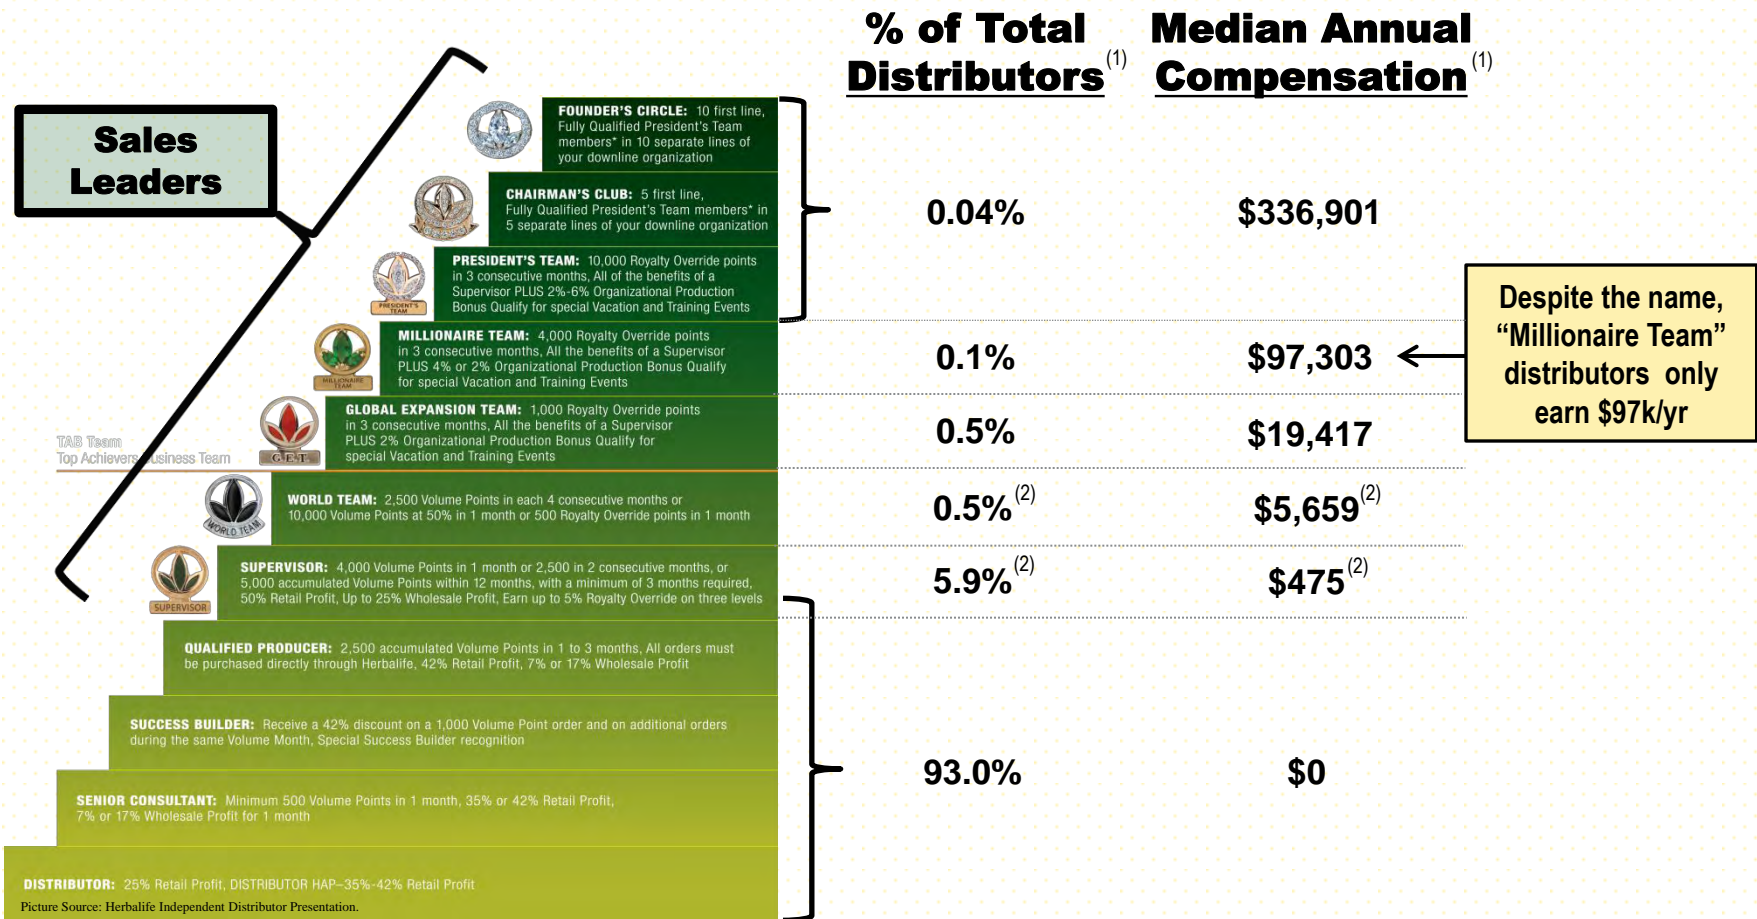 % of Total
Distributors (1)
Median Annual
Compensation (1)
Sales
Leaders
FOUNDER'S CIRCLE: 10 first line,
Fully Qualified President's Team
members* in 10 separate lines of
your downline organization
CHAIRMAN'S CLUB: 5 first line,
Fully Qualified President's Team members* in
5 separate lines of your downline organization
0.04%
$336,901
PRESIDENT'S TEAM: 10,000 Royalty Override points
in 3 consecutive months, All of the benefits of a
Supervisor PLUS 2%-6% Organizational Production
Bonus Qualify for special Vacation and Training Events
PRESIDENT'S
TEAM
MILLIONAIRE TEAM: 4,000 Royalty Override points
in 3 consecutive months, All the benefits of a Supervisor
PLUS 4% or 2% Organizational Production Bonus Qualify
for special Vacation and Training Events
MILLIONAIRE
TEAM
0.1%
$97,303
Despite the name,
“Millionaire Team”
distributors only
earn $97k/yr
GLOBAL EXPANSION TEAM: 1,000 Royalty Override points
in 3 consecutive months, All the benefits of a Supervisor
PLUS 2% Organizational Production Bonus Qualify for
special Vacation and Training Events
G.E.T.
0.5%
$19,417
TAB Team
Top Achievers Business Team
WORLD TEAM: 2,500 Volume Points in each 4 consecutive months or
10,000 Volume Points at 50% in 1 month or 500 Royalty Override points in 1 month
WORLD TEAM
0.5% (2)
$5,659 (2)
SUPERVISOR: 4,000 Volume Points in 1 month or 2,500 in 2 consecutive months, or
5,000 accumulated Volume Points within 12 months, with a minimum of 3 months required,
50% Retail Profit, Up to 25% Wholesale Profit, Earn up to 5% Royalty Override on three levels
SUPERVISOR
5.9% (2)
$475 (2)
QUALIFIED PRODUCER: 2,500 accumulated Volume Points in 1 to 3 months, All orders must
be purchased directly through Herbalife, 42% Retail Profit, 7% or 17% Wholesale Profit
SUCCESS BUILDER: Receive a 42% discount on a 1,000 Volume Point order and on additional orders
during the same Volume Month, Special Success Builder recognition
93.0%
$0
SENIOR CONSULTANT: Minimum 500 Volume Points in 1 month, 35% or 42% Retail Profit,
7% or 17% Wholesale Profit for 1 month
DISTRIBUTOR: 25% Retail Profit, DISTRIBUTOR HAP–35%-42% Retail Profit
Picture Source: Herbalife Independent Distributor Presentation.